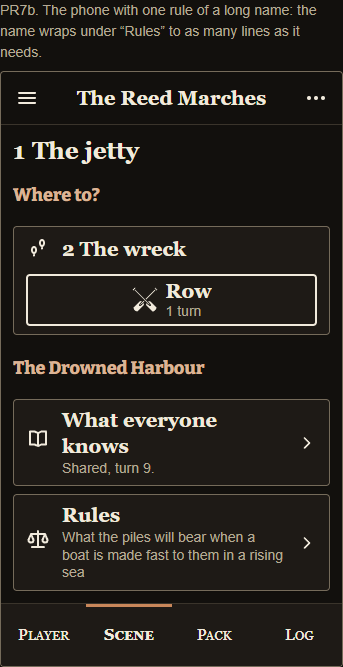 PR7b. The phone with one rule of a long name: the
name wraps under “Rules” to as many lines as it
needs.
The Reed Marches
1 The jetty
Where to?
2 The wreck
Row
1 turn
The Drowned Harbour
What everyone
knows
Shared, turn 9.
Rules
What the piles will bear when a
boat is made fast to them in a rising
sea
Player
Scene
Pack
Log